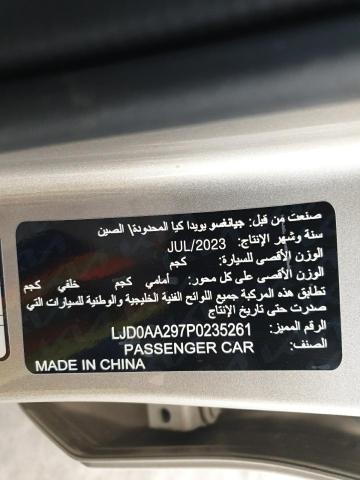 صنعت من قبل: جيانغسو يويدا كيا المحدودة\ الصين
سنة وشهر الإنتاج: JUL/2023
الوزن الأقصى للسيارة: كجم
الوزن الأقصى على كل محور: أمامي كجم خلفي كجم
تطابق هذه المركبة جميع اللوائح الفنية الخليجية والوطنية للسيارات التي
صدرت حتى تاريخ الإنتاج
الرقم المميز: LJD0AA297P0235261
الصنف: PASSENGER CAR
MADE IN CHINA